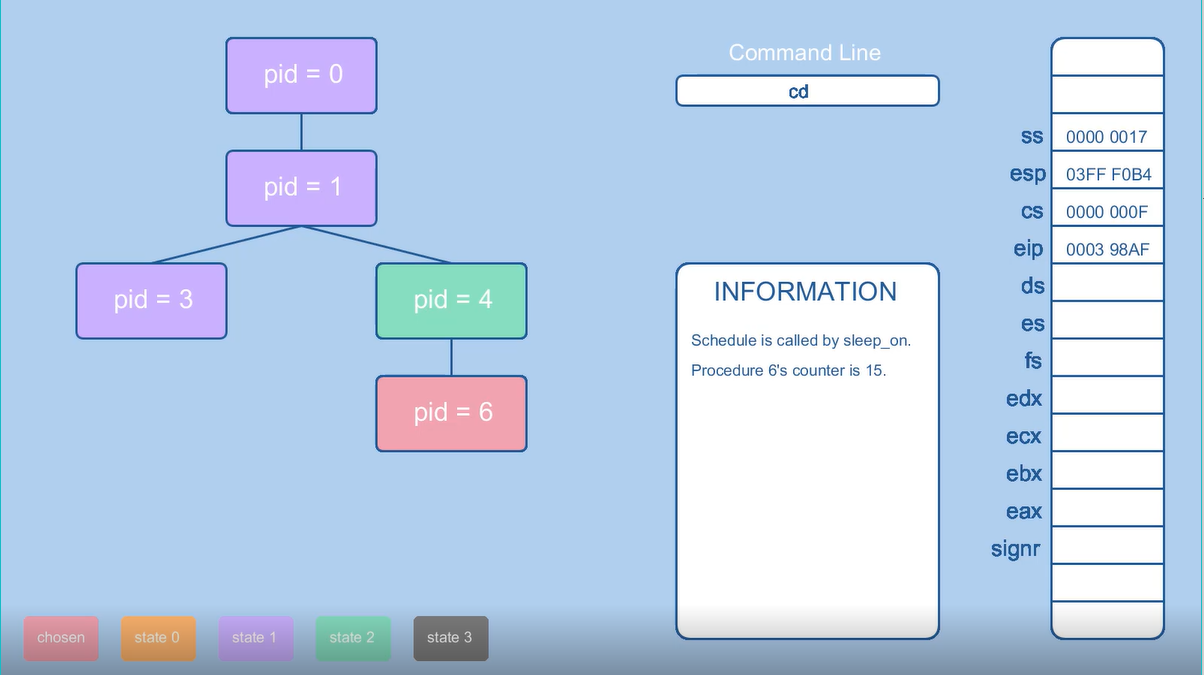 pid = 0
pid = 1
pid = 3
pid = 4
pid = 6
chosen
state 0
state 1
state 2
state 3
Command Line
cd
INFORMATION
Schedule is called by sleep_on.
Procedure 6's counter is 15.
ss 0000 0017
esp 03FF F0B4
cs 0000 000F
eip 0003 98AF
ds
es
fs
edx
ecx
ebx
eax
signr